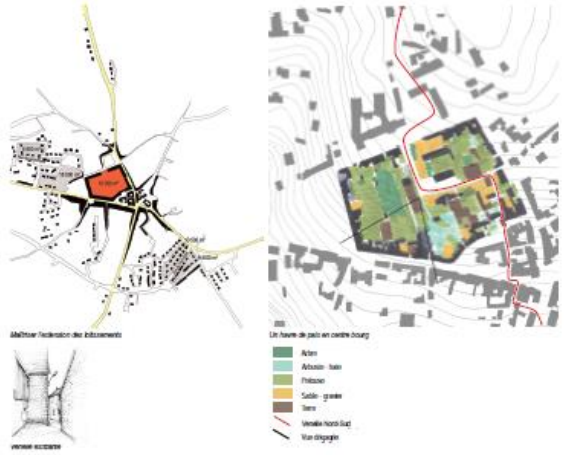 Maîtriser l'extension des lotissements
Un havre de paix en centre bourg
Arbre
Arbuste - haie
Pelouse
Sable - gravier
Terre
Venelle Nord-Sud
Vue dégagée
Venelle existante